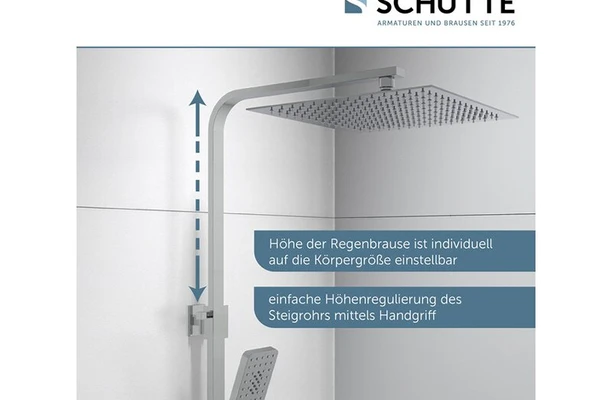 SCHÜTTE
ARMATUREN UND BRAUSEN SEIT 1976
Höhe der Regenbrause ist individuell
auf die Körpergröße einstellbar
einfache Höhenregulierung des
Steigrohrs mittels Handgriff